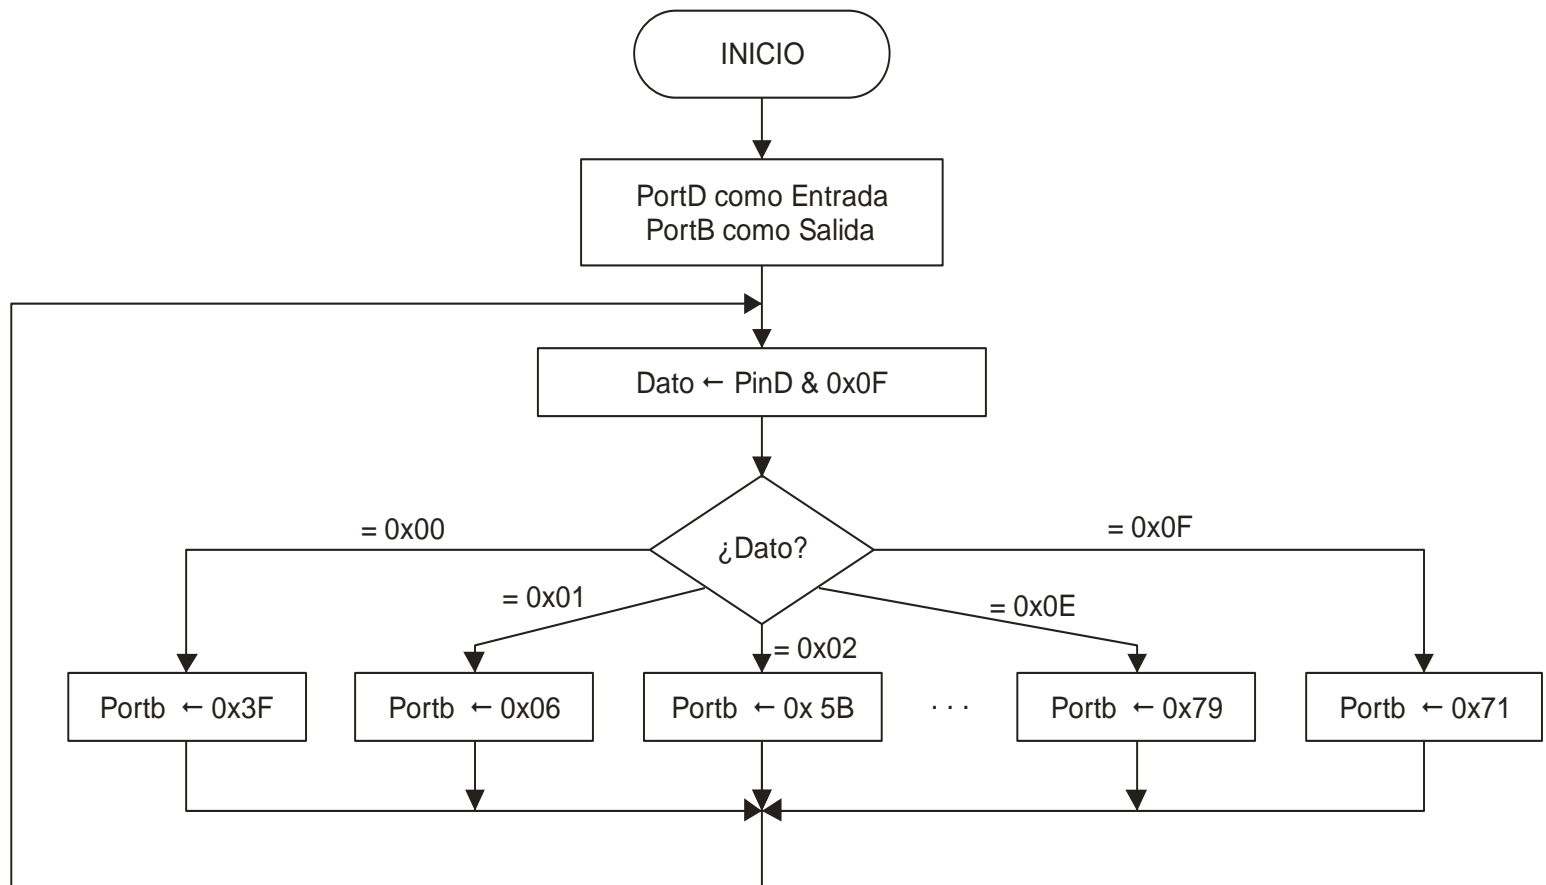 INICIO
PortD como Entrada
PortB como Salida
Dato ← PinD & 0x0F
¿Dato?
= 0x00
= 0x0F
= 0x01
= 0x0E
= 0x02
Portb ← 0x3F
Portb ← 0x06
Portb ← 0x 5B
. . .
Portb ← 0x79
Portb ← 0x71